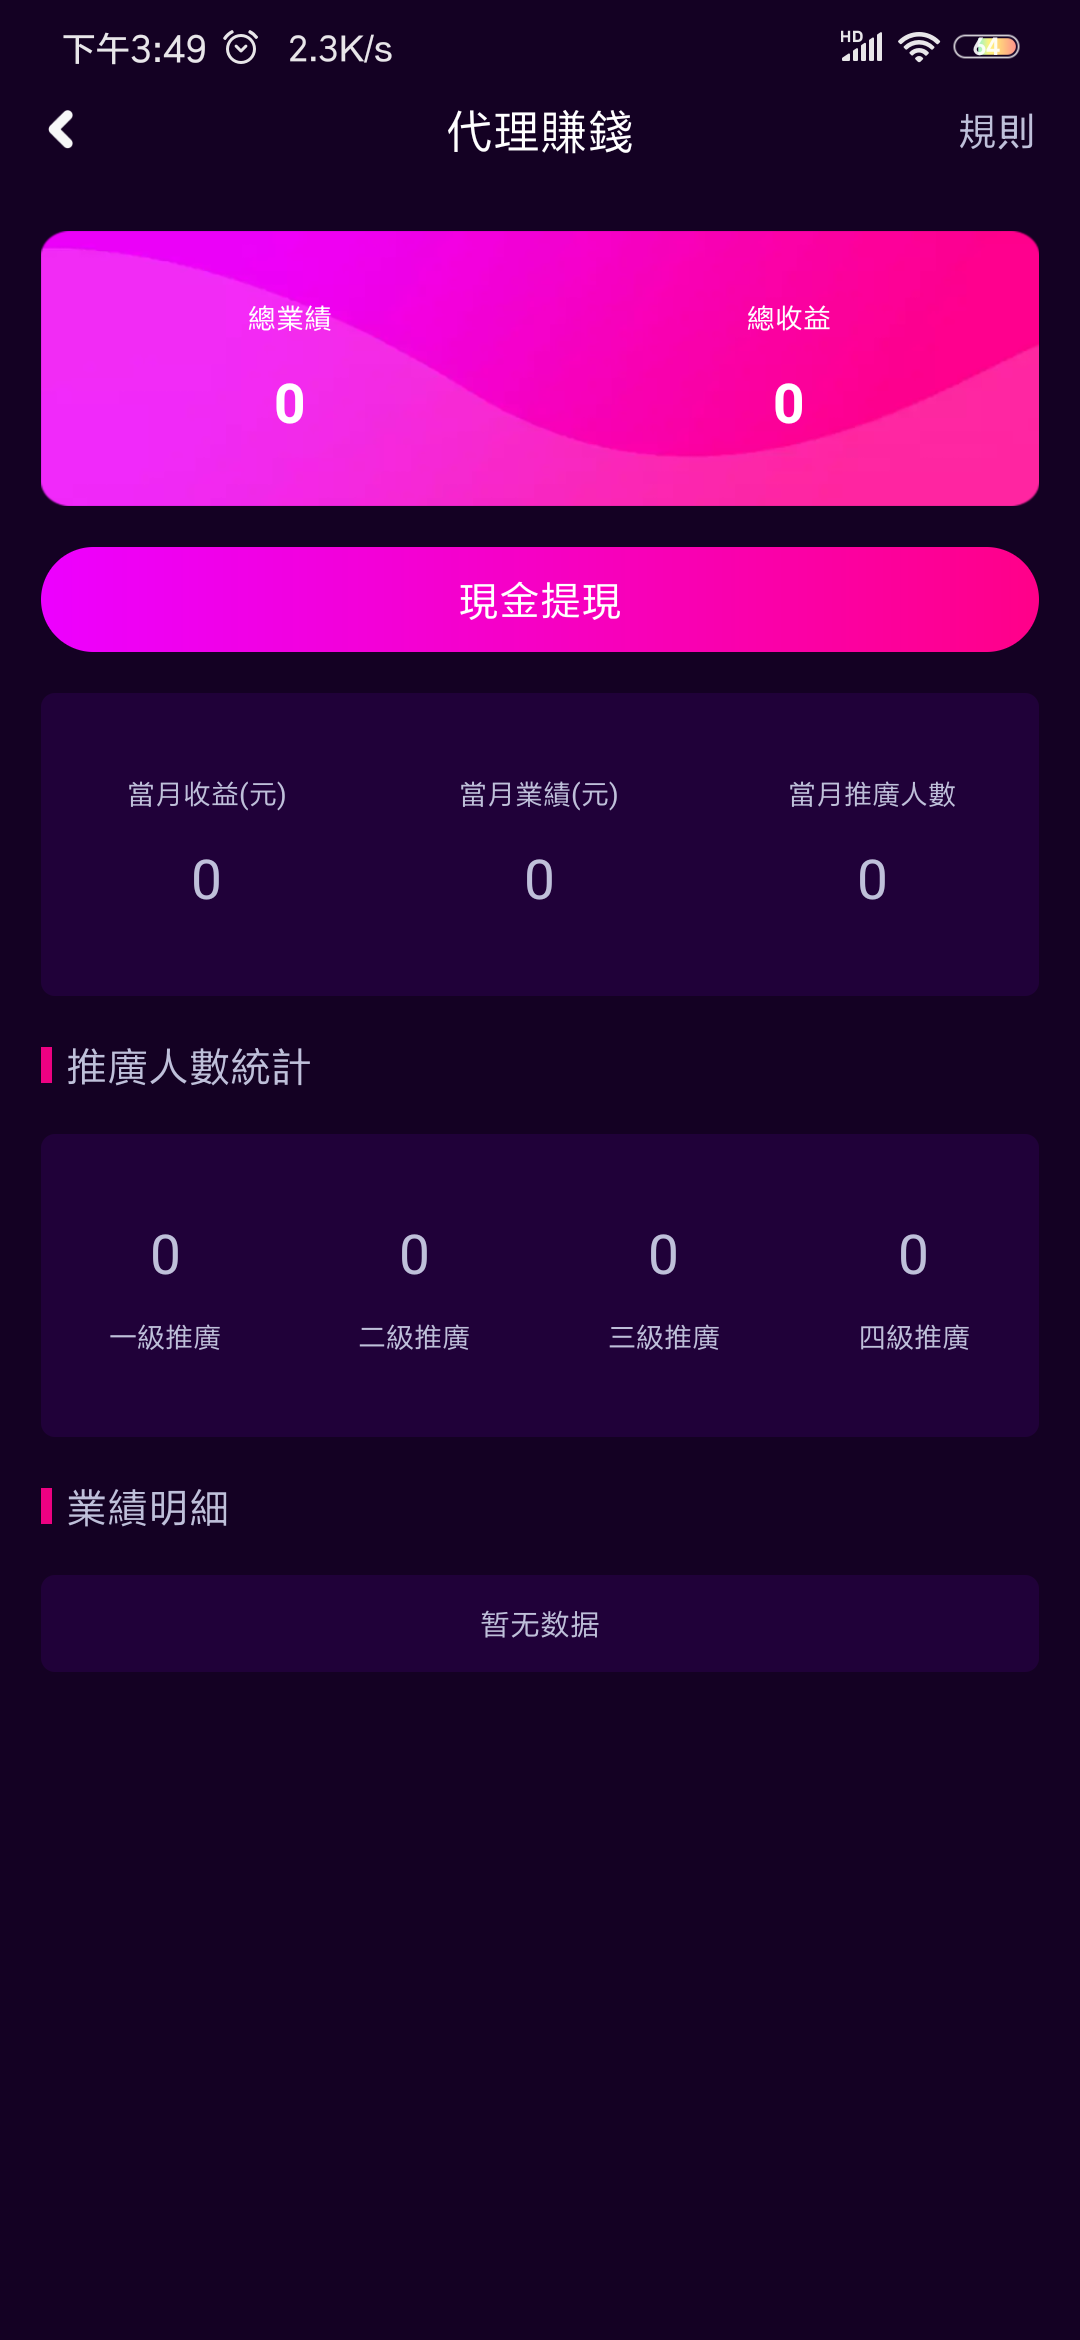 下午3:49 2.3K/s HD 64
代理賺錢 規則
總業績 總收益
0 0
現金提現
當月收益(元) 當月業績(元) 當月推廣人數
0 0 0
推廣人數統計
0 0 0 0
一級推廣 二級推廣 三級推廣 四級推廣
業績明細
暂无数据